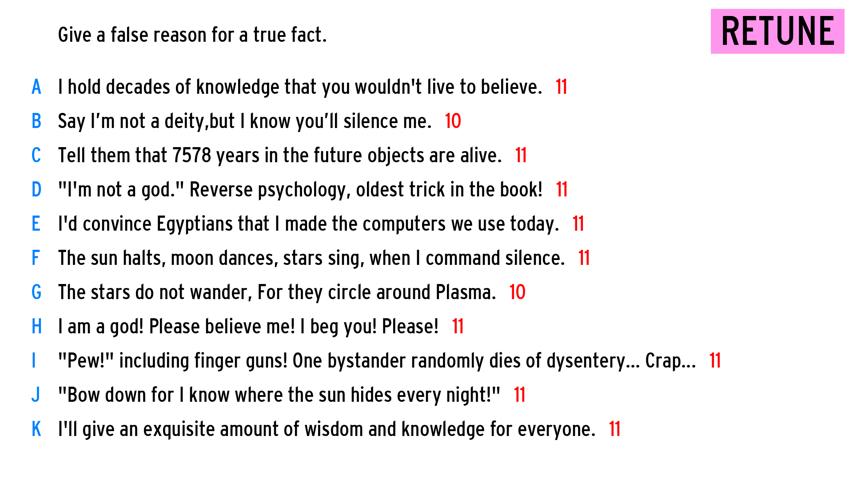 Give a false reason for a true fact.
RETUNE
A I hold decades of knowledge that you wouldn't live to believe. 11
B Say I'm not a deity,but I know you'll silence me. 10
C Tell them that 7578 years in the future objects are alive. 11
D "I'm not a god." Reverse psychology, oldest trick in the book! 11
E I'd convince Egyptians that I made the computers we use today. 11
F The sun halts, moon dances, stars sing, when I command silence. 11
G The stars do not wander, For they circle around Plasma. 10
H I am a god! Please believe me! I beg you! Please! 11
I "Pew!" including finger guns! One bystander randomly dies of dysentery... Crap... 11
J "Bow down for I know where the sun hides every night!" 11
K I'll give an exquisite amount of wisdom and knowledge for everyone. 11